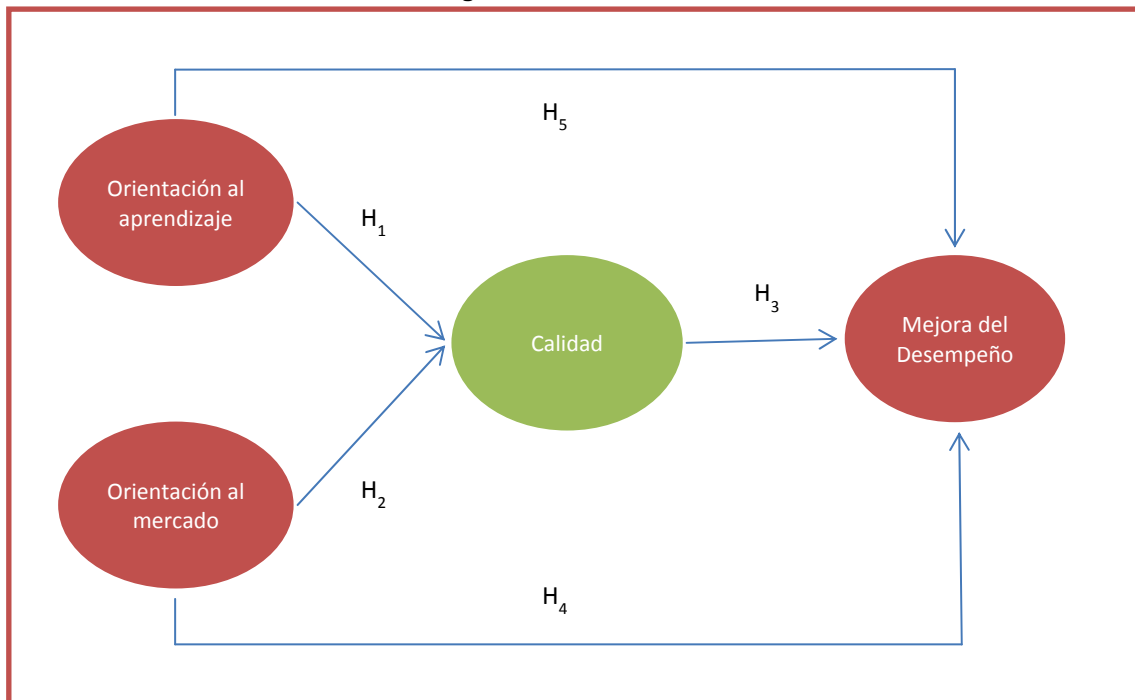 H5
Orientación al
aprendizaje
H1
H3
Mejora del
Desempeño
Calidad
Orientación al
mercado
H2
H4